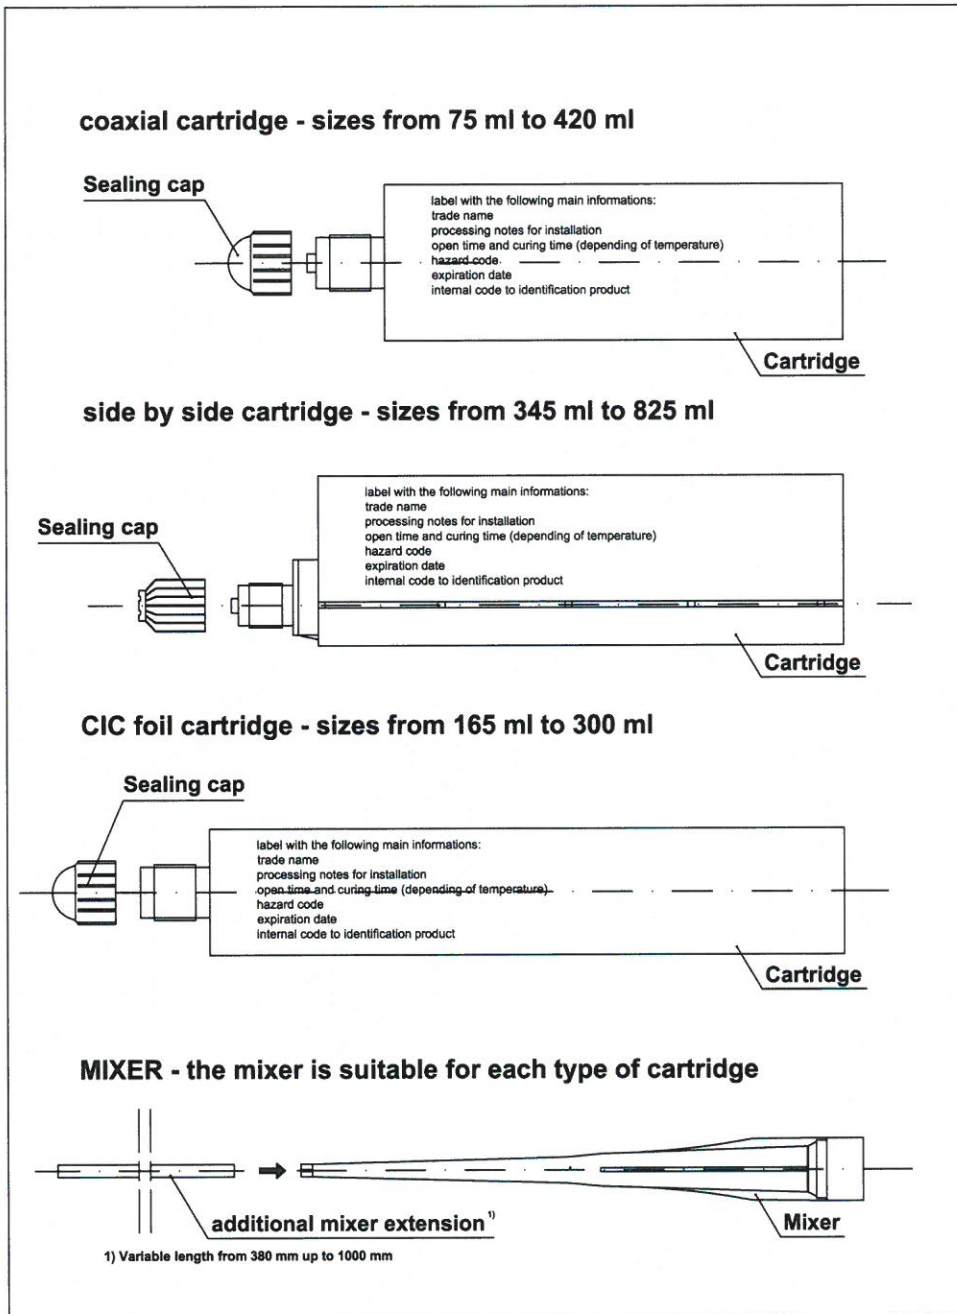 coaxial cartridge - sizes from 75 ml to 420 ml
Sealing cap
label with the following main informations:
trade name
processing notes for installation
open time and curing time (depending of temperature)
hazard code
expiration date
internal code to identification product
Cartridge
side by side cartridge - sizes from 345 ml to 825 ml
label with the following main informations:
trade name
processing notes for installation
open time and curing time (depending of temperature)
hazard code
expiration date
internal code to identification product
Sealing cap
Cartridge
CIC foil cartridge - sizes from 165 ml to 300 ml
Sealing cap
label with the following main informations:
trade name
processing notes for installation
open time and curing time (depending of temperature)
hazard code
expiration date
internal code to identification product
Cartridge
MIXER - the mixer is suitable for each type of cartridge
additional mixer extension 1)
Mixer
1) Variable length from 380 mm up to 1000 mm